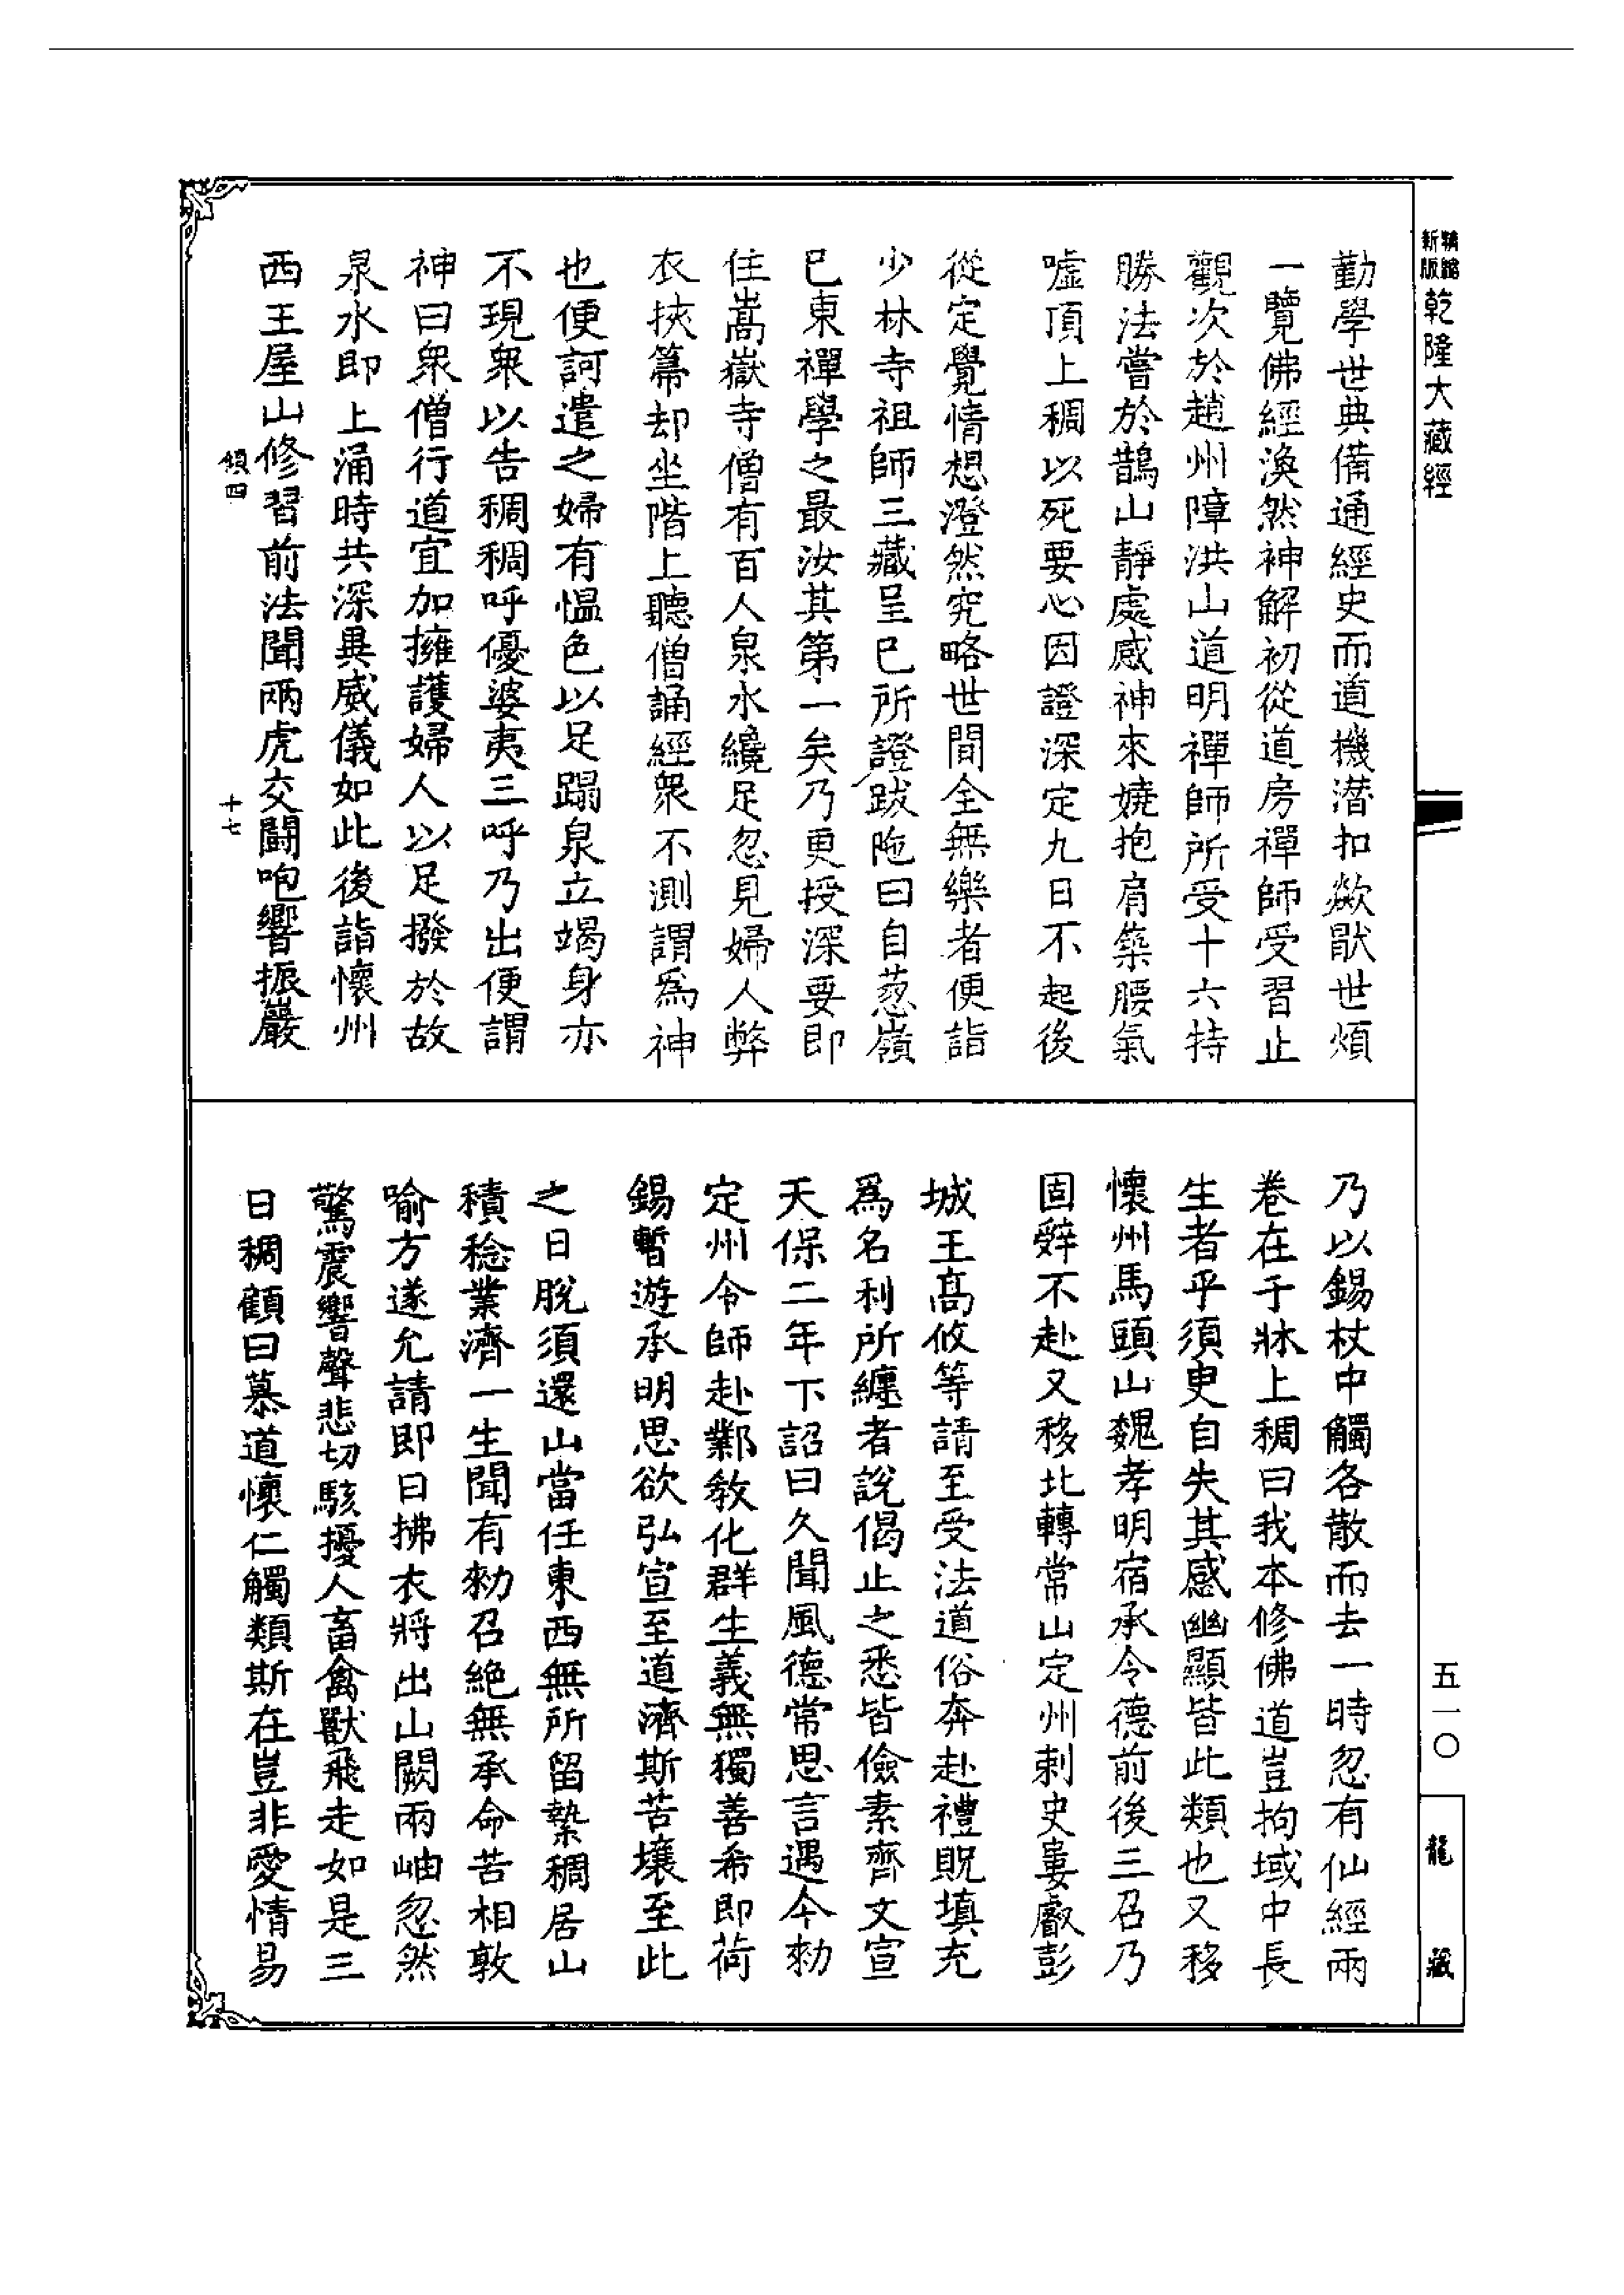 新版
精縮
乾隆大藏經
勤學世典備通經史而道機潛扣歘猒世煩
一覽佛經渙然神解初從道房禪師受習止
觀次於趙州障洪山道明禪師所受十六特
勝法嘗於鵲山靜處感神來嬈抱肩築腰氣
噓頂上稠以死要心因證深定九日不起後
從定覺情想澄然究略世間全無樂者便詣
少林寺祖師三藏呈已所證跋陁曰自蔥嶺
已東禪學之最汝其第一矣乃更授深要即
住嵩嶽寺僧有百人泉水纔足忽見婦人弊
衣挾箒却坐階上聽僧誦經衆不測謂爲神
也便訶遣之婦有慍色以足蹋泉立竭身亦
不現衆以告稠稠呼優婆夷三呼乃出便謂
神曰衆僧行道宜加擁護婦人以足撥於故
泉水即上涌時共深異威儀如此後詣懷州
西王屋山修習前法聞兩虎交鬬咆響振巖
傾四
十七
乃以錫杖中觸各散而去一時忽有仙經兩
卷在于牀上稠曰我本修佛道豈拘域中長
生者乎須臾自失其感幽顯皆此類也又移
懷州馬頭山魏孝明宿承令德前後三召乃
固辤不赴又移北轉常山定州刺史婁叡彭
城王高攸等請至受法道俗奔赴禮貺填充
爲名利所纏者說偈止之悉皆儉素齊文宣
天保二年下詔曰久聞風德常思言遇今勑
定州令師赴鄴教化群生義無獨善希即荷
錫暫遊承明思欲弘宣至道濟斯苦壤至此
之日脫須還山當任東西無所留縶稠居山
積稔業濟一生聞有勑召絕無承命苦相敦
喻方遂允請即日拂衣將出山闕兩岫忽然
驚震響聲悲切駭擾人畜禽獸飛走如是三
日稠顧曰慕道懷仁觸類斯在豈非愛情易
五一〇
龍藏